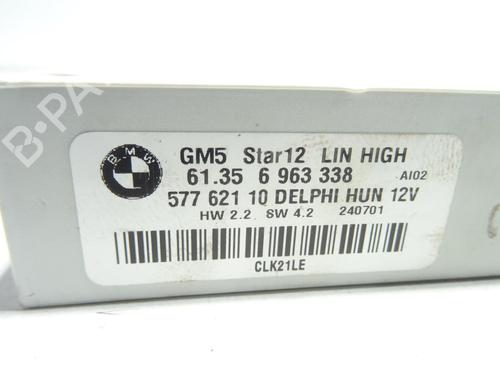 B-PARTS
BMW
GM5 Star12 LIN HIGH
61.35 6 963 338 AI02
577 621 10 DELPHI HUN 12V
HW 2.2 SW 4.2 240701
CLK21LE